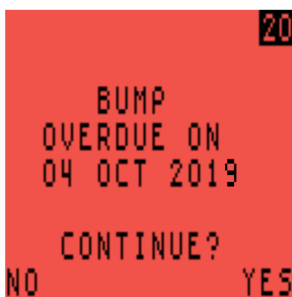 20
BUMP
OVERDUE ON
04 OCT 2019
CONTINUE?
NO YES